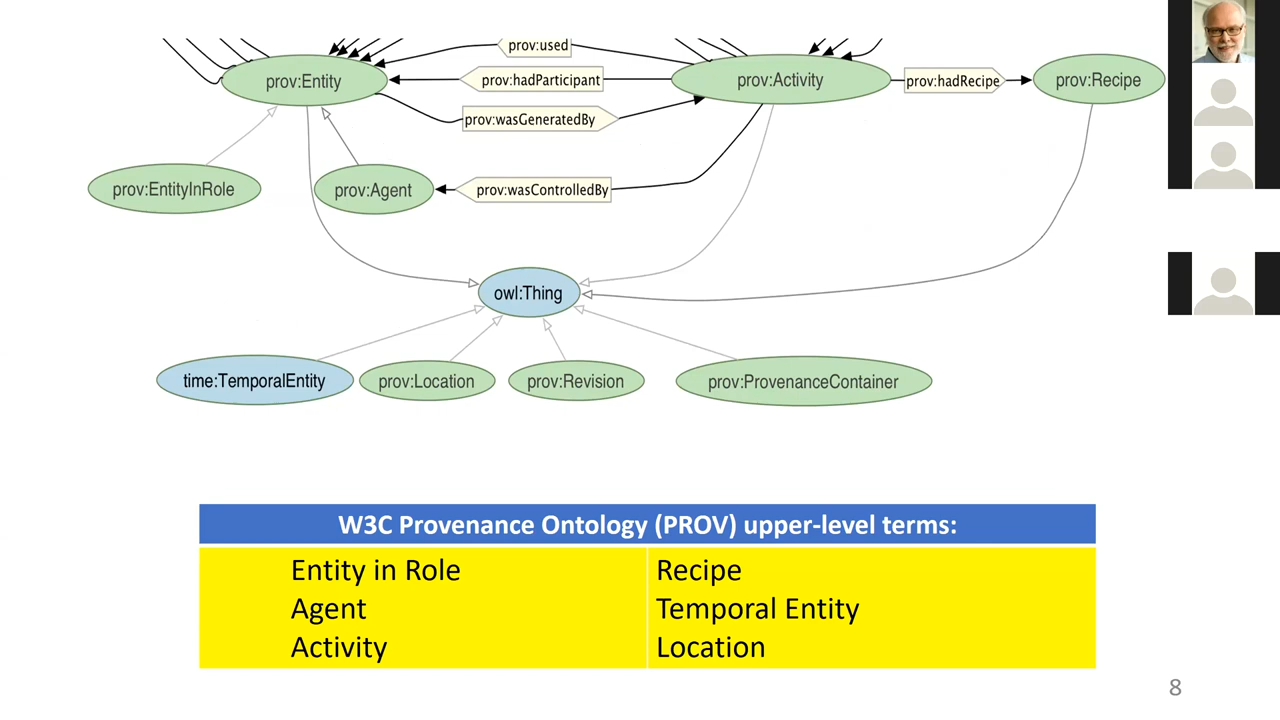 prov:used
prov:Entity
prov:hadParticipant
prov:Activity
prov:hadRecipe
prov:Recipe
prov:wasGeneratedBy
prov:EntityInRole
prov:Agent
prov:wasControlledBy
owl:Thing
time:TemporalEntity
prov:Location
prov:Revision
prov:ProvenanceContainer
W3C Provenance Ontology (PROV) upper-level terms:
Entity in Role
Recipe
Agent
Temporal Entity
Activity
Location
8